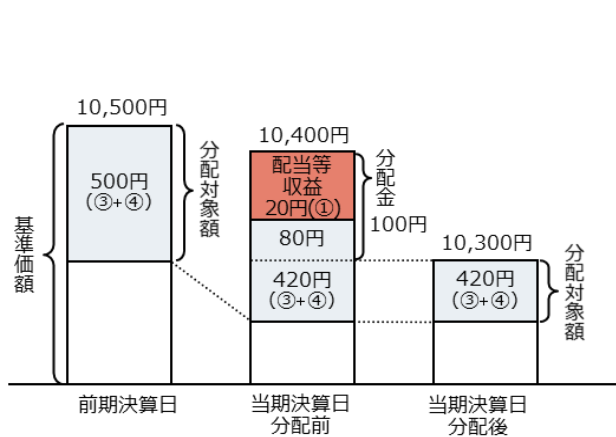 10,500円
500円
(③+④)
分配対象額
基準価額
10,400円
配当等
収益
20円(①)
80円
420円
(③+④)
分配金
100円
10,300円
420円
(③+④)
分配対象額
前期決算日
当期決算日
分配前
当期決算日
分配後